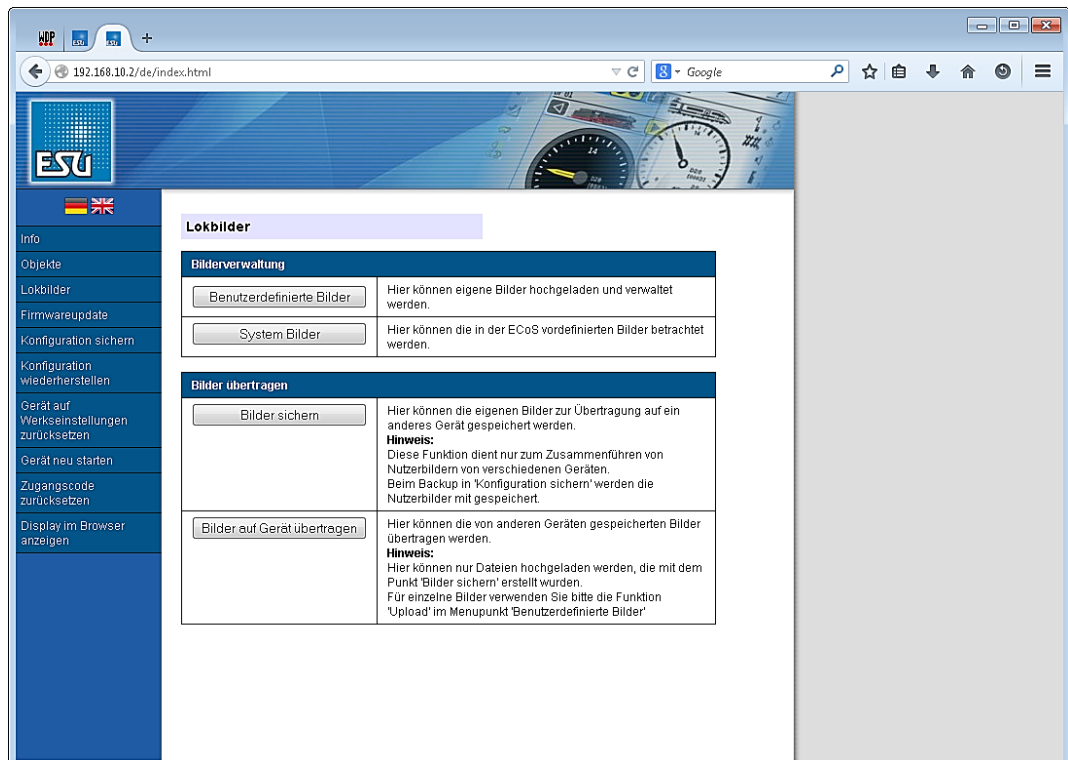 WDP
ESU
ESU
192.168.10.2/de/index.html
8
Google
ESU
Info
Objekte
Lokbilder
Firmwareupdate
Konfiguration sichern
Konfiguration
wiederherstellen
Gerät auf
Werkseinstellungen
zurücksetzen
Gerät neu starten
Zugangscode
zurücksetzen
Display im Browser
anzeigen
Lokbilder
Bilderverwaltung
Benutzerdefinierte Bilder
Hier können eigene Bilder hochgeladen und verwaltet
werden.
System Bilder
Hier können die in der ECoS vordefinierten Bilder betrachtet
werden.
Bilder übertragen
Bilder sichern
Hier können die eigenen Bilder zur Übertragung auf ein
anderes Gerät gespeichert werden.
Hinweis:
Diese Funktion dient nur zum Zusammenführen von
Nutzerbildern von verschiedenen Geräten.
Beim Backup in 'Konfiguration sichern' werden die
Nutzerbilder mit gespeichert.
Bilder auf Gerät übertragen
Hier können die von anderen Geräten gespeicherten Bilder
übertragen werden.
Hinweis:
Hier können nur Dateien hochgeladen werden, die mit dem
Punkt 'Bilder sichern' erstellt wurden.
Für einzelne Bilder verwenden Sie bitte die Funktion
'Upload' im Menupunkt 'Benutzerdefinierte Bilder'